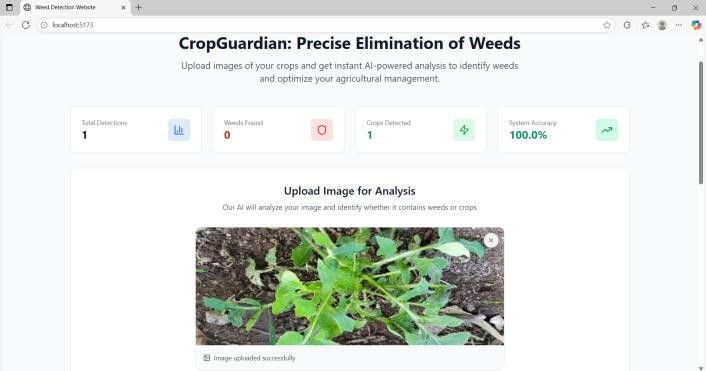 Weed Detection Website
localhost:5173
CropGuardian: Precise Elimination of Weeds
Upload images of your crops and get instant AI-powered analysis to identify weeds
and optimize your agricultural management.
Total Detections
1
Weeds Found
0
Crops Detected
1
System Accuracy
100.0%
Upload Image for Analysis
Our AI will analyze your image and identify whether it contains weeds or crops
Image uploaded successfully